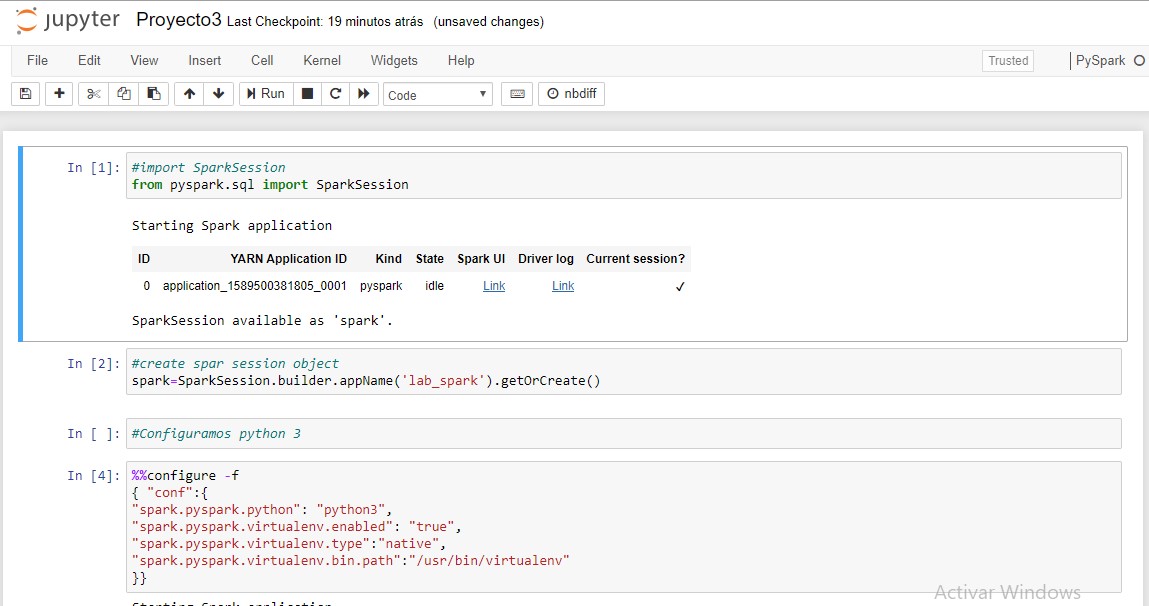 jupyter Proyecto3 Last Checkpoint: 19 minutos atrás (unsaved changes)
File Edit View Insert Cell Kernel Widgets Help Trusted PySpark
Run Code nbdiff
In [1]: #import SparkSession
from pyspark.sql import SparkSession
Starting Spark application
ID YARN Application ID Kind State Spark UI Driver log Current session?
0 application_1589500381805_0001 pyspark idle Link Link ✓
SparkSession available as 'spark'.
In [2]: #create spar session object
spark=SparkSession.builder.appName('lab_spark').getOrCreate()
In [ ]: #Configuramos python 3
In [4]: %%configure -f
{ "conf":{
"spark.pyspark.python": "python3",
"spark.pyspark.virtualenv.enabled": "true",
"spark.pyspark.virtualenv.type":"native",
"spark.pyspark.virtualenv.bin.path":"/usr/bin/virtualenv"
}}
Starting Spark application
Activar Windows